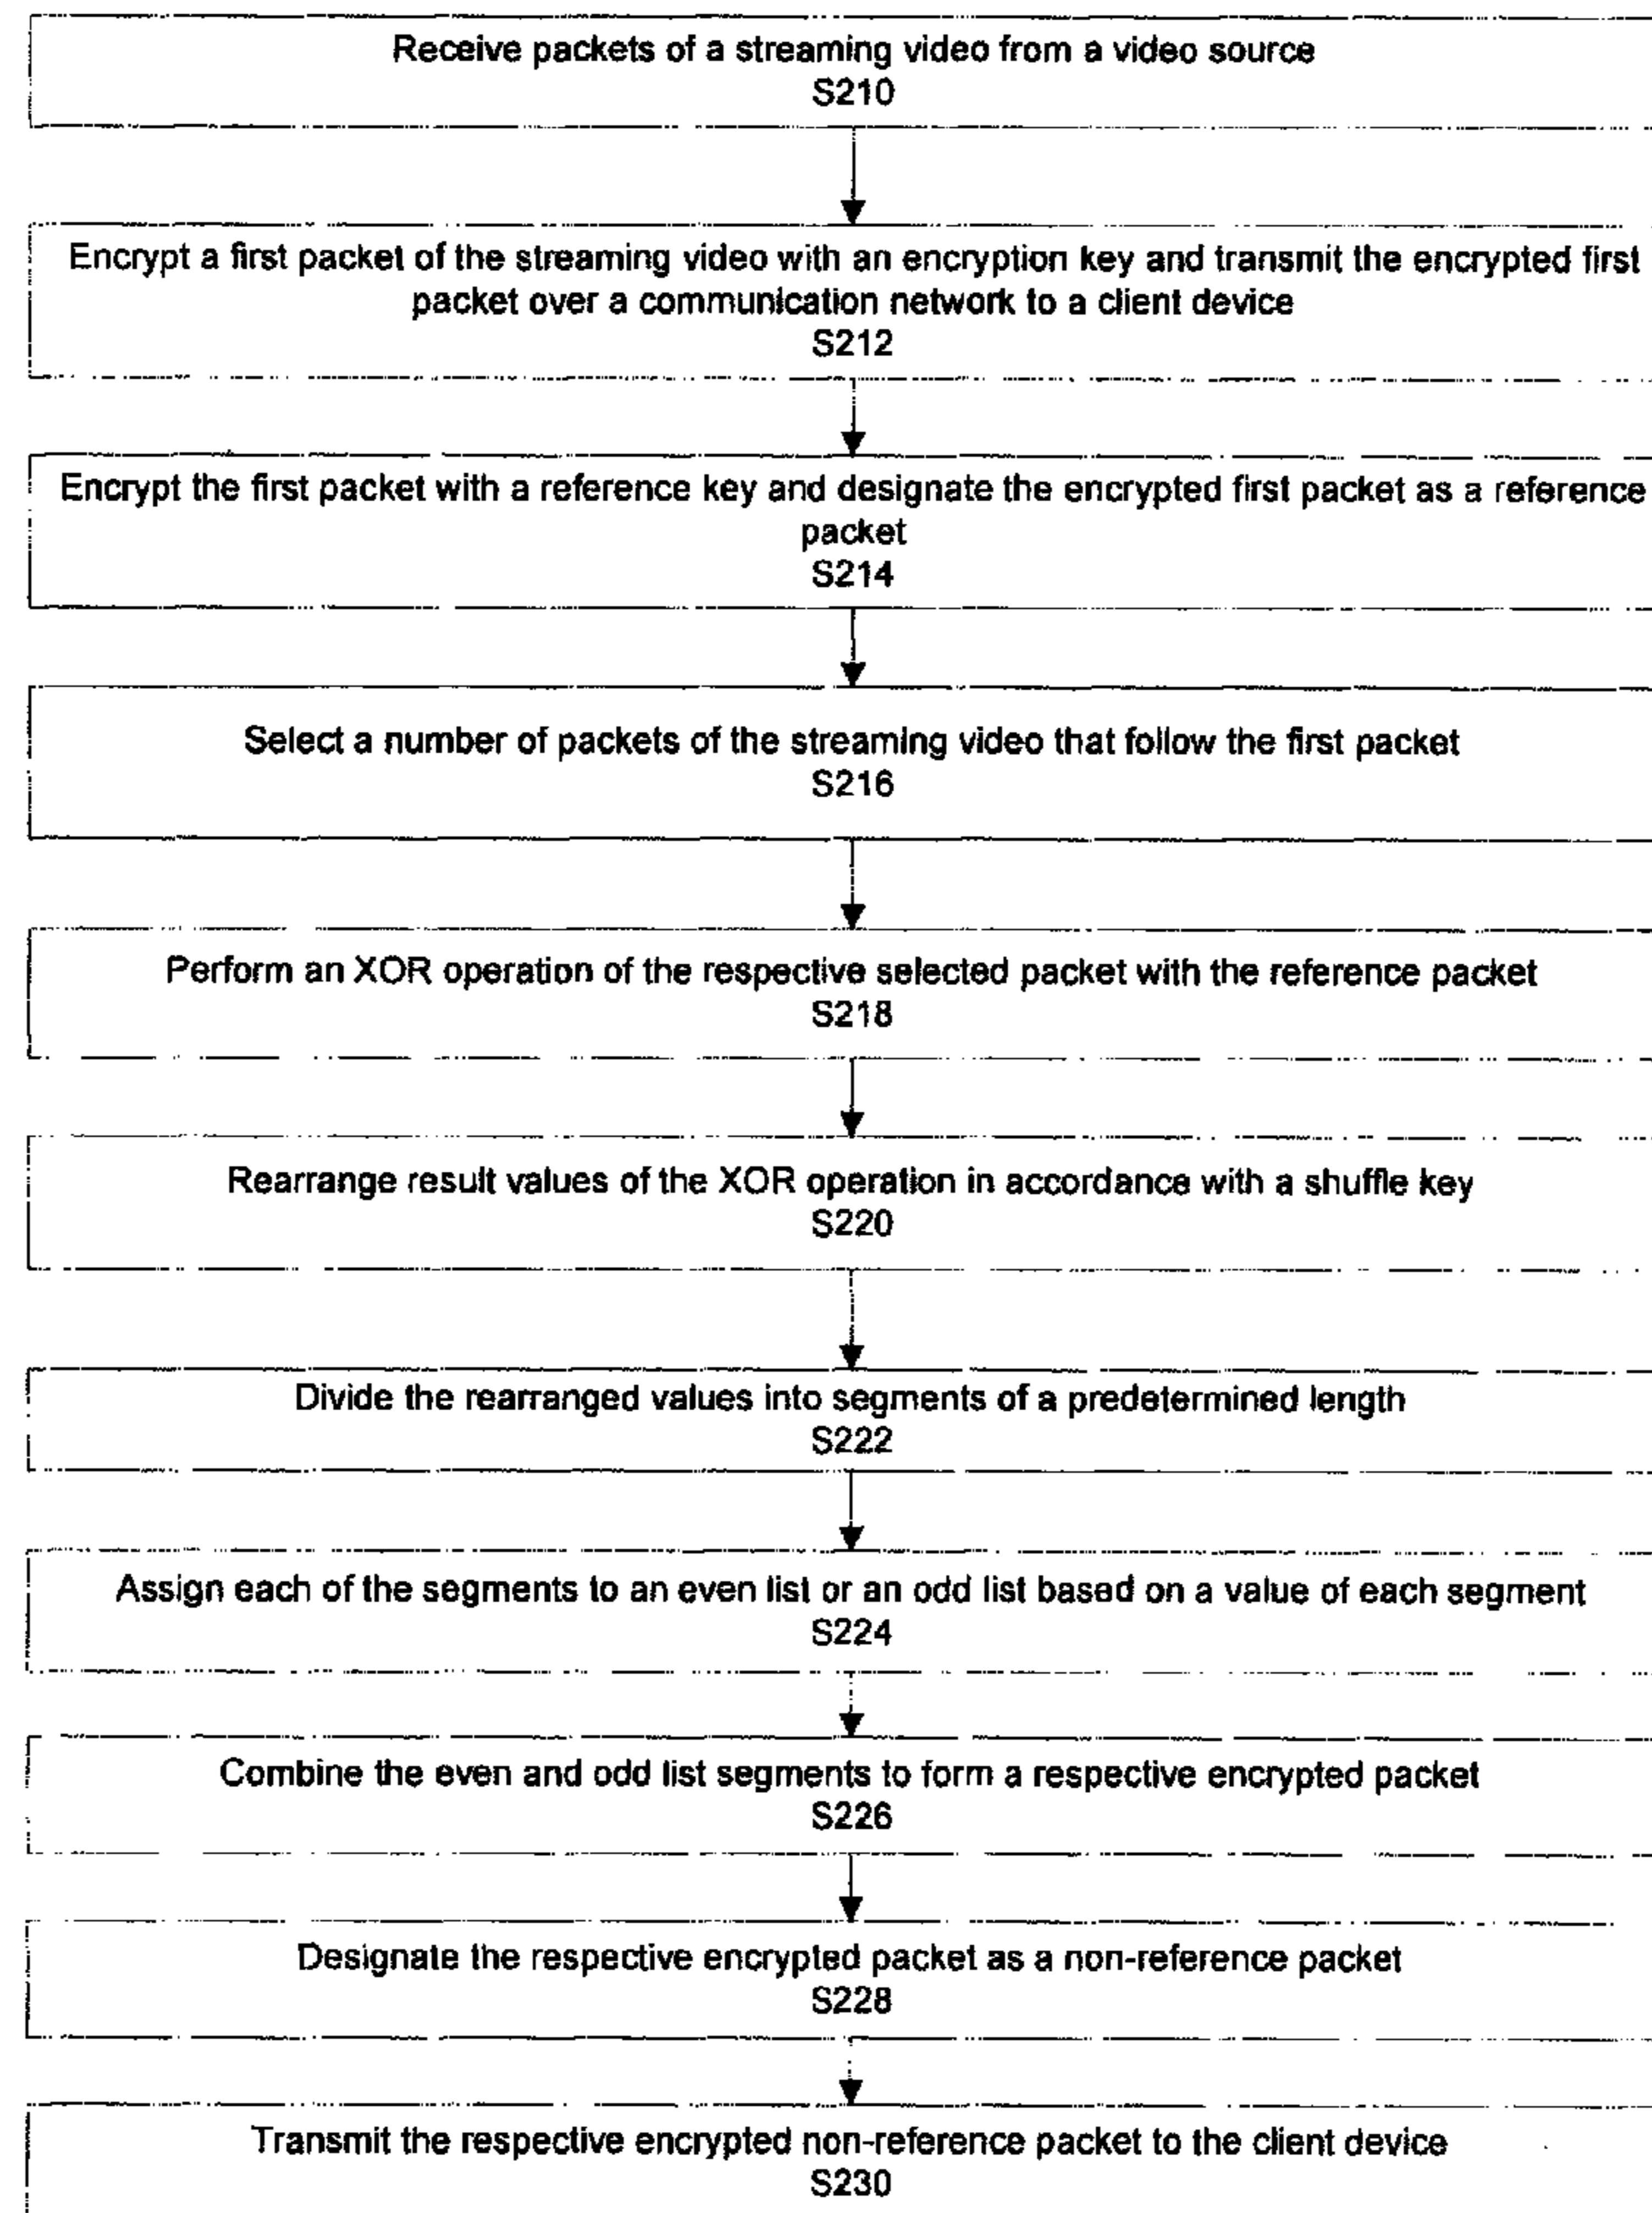 Receive packets of a streaming video from a video source
S210
Encrypt a first packet of the streaming video with an encryption key and transmit the encrypted first
packet over a communication network to a client device
S212
Encrypt the first packet with a reference key and designate the encrypted first packet as a reference
packet
S214
Select a number of packets of the streaming video that follow the first packet
S216
Perform an XOR operation of the respective selected packet with the reference packet
S218
Rearrange result values of the XOR operation in accordance with a shuffle key
S220
Divide the rearranged values into segments of a predetermined length
S222
Assign each of the segments to an even list or an odd list based on a value of each segment
S224
Combine the even and odd list segments to form a respective encrypted packet
S226
Designate the respective encrypted packet as a non-reference packet
S228
Transmit the respective encrypted non-reference packet to the client device
S230